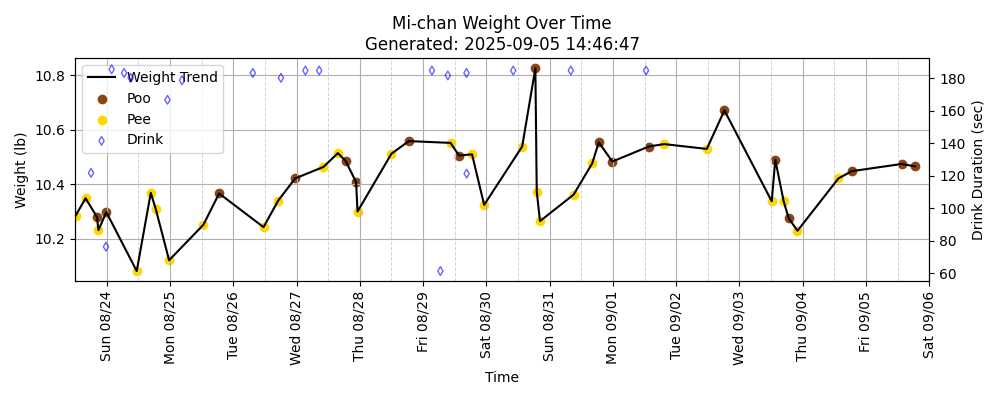 Mi-chan Weight Over Time
Generated: 2025-09-05 14:46:47
Weight Trend
Poo
Pee
Drink
Weight (lb)
10.8
10.6
10.4
10.2
180
160
140
120
100
80
60
Drink Duration (sec)
Sun 08/24
Mon 08/25
Tue 08/26
Wed 08/27
Thu 08/28
Fri 08/29
Sat 08/30
Sun 08/31
Mon 09/01
Tue 09/02
Wed 09/03
Thu 09/04
Fri 09/05
Sat 09/06
Time